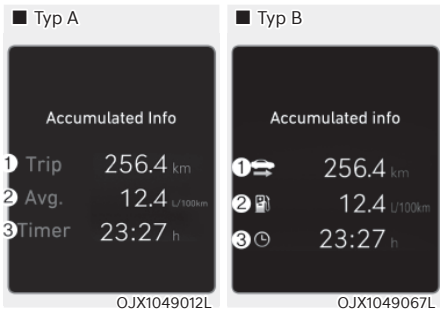 ■ Typ A
Accumulated Info
1 Trip 256.4 km
2 Avg. 12.4 L/100km
3 Timer 23:27 h
OJX1049012L
■ Typ B
Accumulated info
1 256.4 km
2 12.4 L/100km
3 23:27 h
OJX1049067L